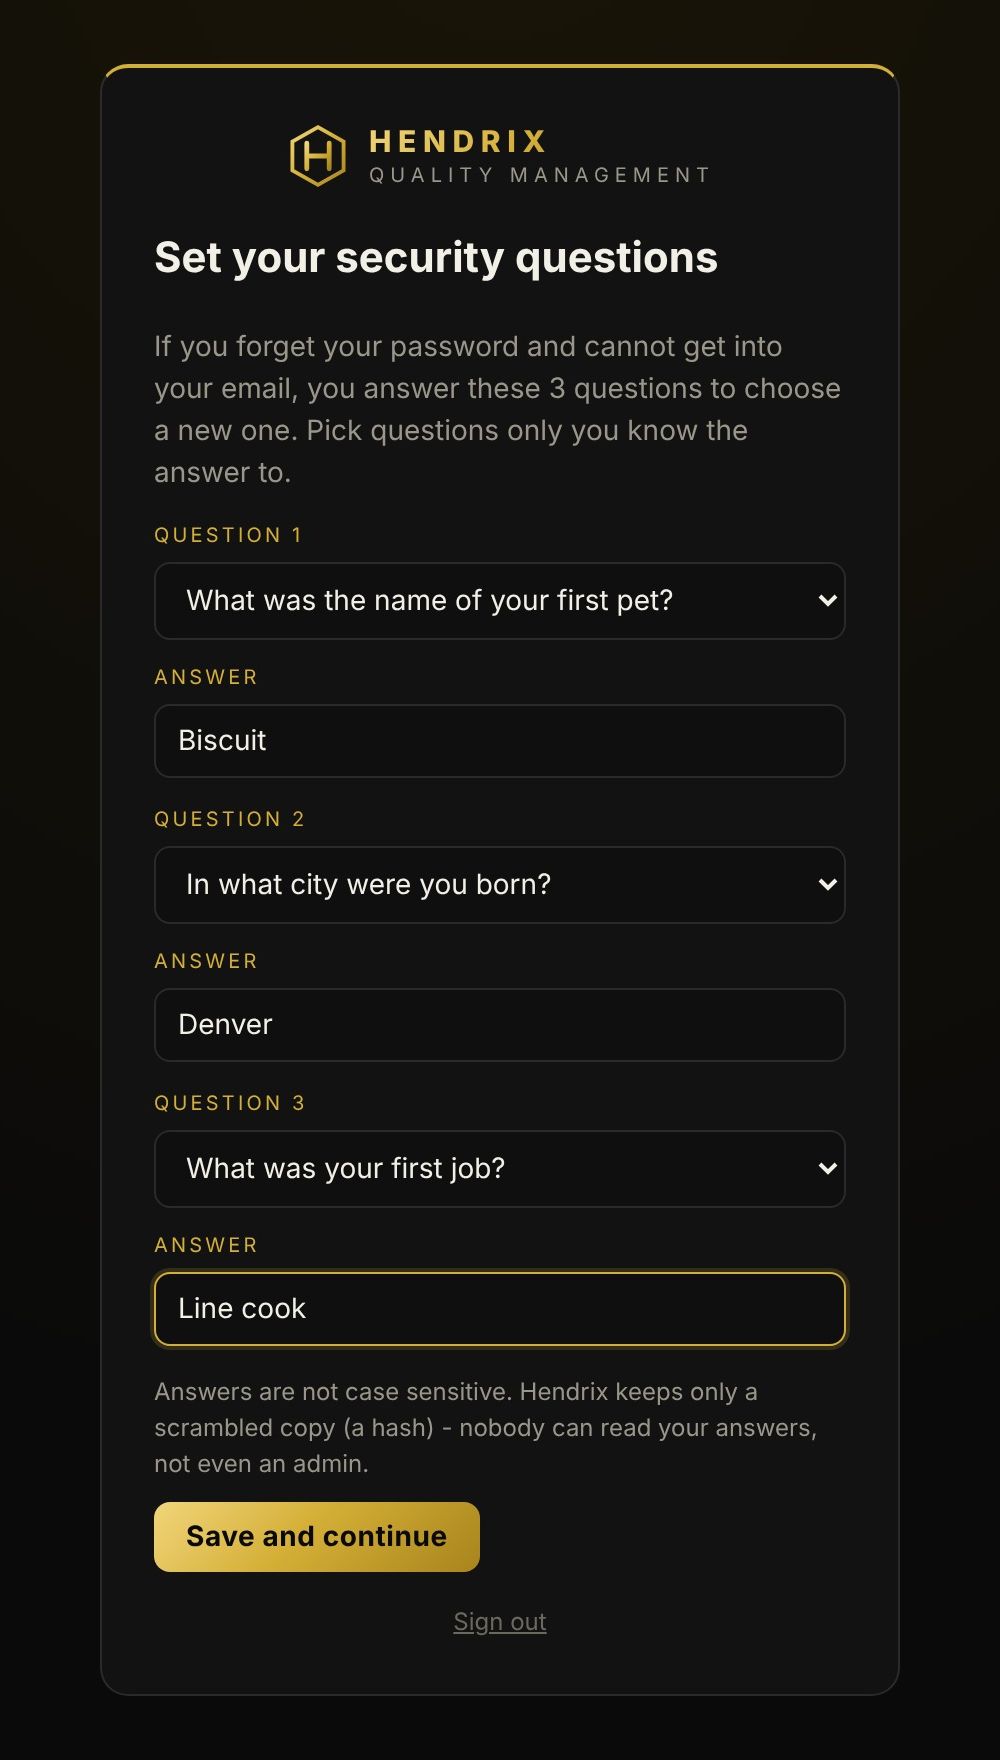 HENDRIX
QUALITY MANAGEMENT
Set your security questions
If you forget your password and cannot get into
your email, you answer these 3 questions to choose
a new one. Pick questions only you know the
answer to.
QUESTION 1
What was the name of your first pet?
ANSWER
Biscuit
QUESTION 2
In what city were you born?
ANSWER
Denver
QUESTION 3
What was your first job?
ANSWER
Line cook
Answers are not case sensitive. Hendrix keeps only a
scrambled copy (a hash) - nobody can read your answers,
not even an admin.
Save and continue
Sign out